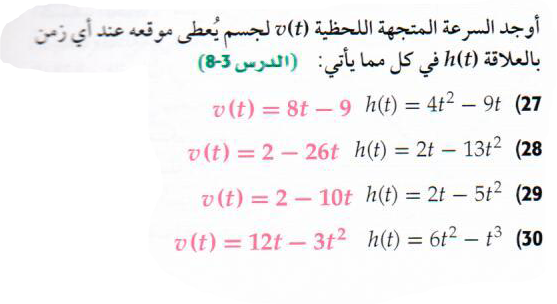 أوجد السرعة المتجهة اللحظية v(t) لجسم يُعطى موقعه عند أي زمن
بالعلاقة h(t) في كل مما يأتي: (الدرس 3-8)
27) h(t) = 4t² − 9t v(t) = 8t − 9
28) h(t) = 2t − 13t² v(t) = 2 − 26t
29) h(t) = 2t − 5t² v(t) = 2 − 10t
30) h(t) = 6t² − t³ v(t) = 12t − 3t²